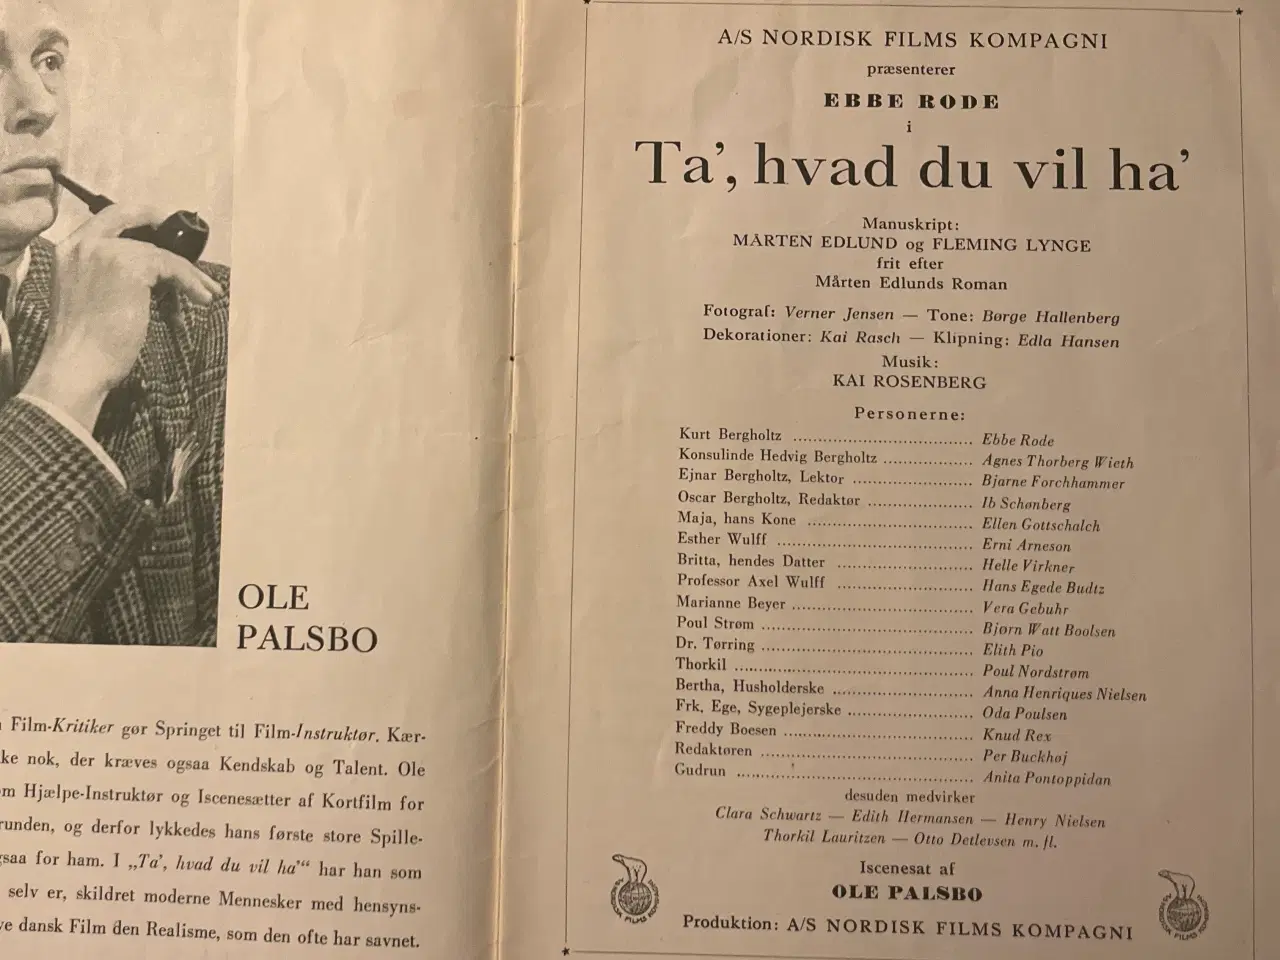 OLE
PALSBO
Film-Kritiker gør Springet til Film-Instruktør. Kær-
ke nok, der kræves ogsaa Kendskab og Talent. Ole
m Hjælpe-Instruktør og Iscenesætter af Kortfilm for
runden, og derfor lykkedes hans første store Spille-
gsaa for ham. I „Ta', hvad du vil ha'“ har han som
selv er, skildret moderne Mennesker med hensyns-
ve dansk Film den Realisme, som den ofte har savnet.
A/S NORDISK FILMS KOMPAGNI
præsenterer
EBBE RODE
i
Ta', hvad du vil ha'
Manuskript:
MÅRTEN EDLUND og FLEMING LYNGE
frit efter
Mårten Edlunds Roman
Fotograf: Verner Jensen — Tone: Børge Hallenberg
Dekorationer: Kai Rasch — Klipning: Edla Hansen
Musik:
KAI ROSENBERG
Personerne:
Kurt Bergholtz .................................. Ebbe Rode
Konsulinde Hedvig Bergholtz ................. Agnes Thorberg Wieth
Ejnar Bergholtz, Lektor ....................... Bjarne Forchhammer
Oscar Bergholtz, Redaktør .................... Ib Schønberg
Maja, hans Kone ................................ Ellen Gottschalch
Esther Wulff ..................................... Erni Arneson
Britta, hendes Datter .......................... Helle Virkner
Professor Axel Wulff .......................... Hans Egede Budtz
Marianne Beyer .................................. Vera Gebuhr
Poul Strøm ........................................ Bjørn Watt Boolsen
Dr. Tørring ........................................ Elith Pio
Thorkil ............................................. Poul Nordstrøm
Bertha, Husholderske ........................... Anna Henriques Nielsen
Frk, Ege, Sygeplejerske ........................ Oda Poulsen
Freddy Boesen .................................... Knud Rex
Redaktøren ........................................ Per Buckhøj
Gudrun ............................................. Anita Pontoppidan
desuden medvirker
Clara Schwartz — Edith Hermansen — Henry Nielsen
Thorkil Lauritzen — Otto Detlevsen m. fl.
Iscenesat af
OLE PALSBO
Produktion: A/S NORDISK FILMS KOMPAGNI